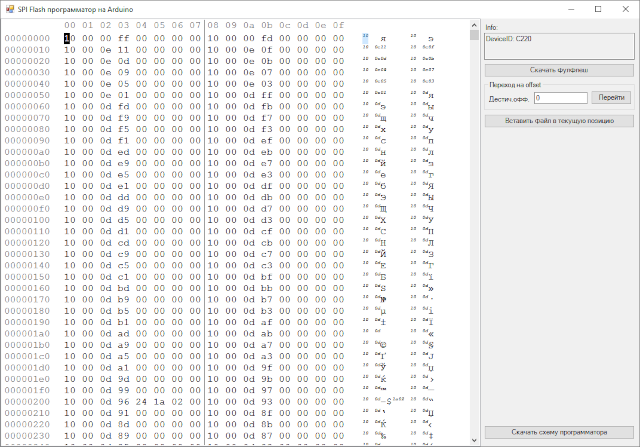 SPI Flash программатор на Arduino
00 01 02 03 04 05 06 07 08 09 0a 0b 0c 0d 0e 0f
00000000 10 00 00 ff 00 00 00 00 10 00 00 fd 00 00 00 00
00000010 10 00 0e 11 00 00 00 00 10 00 0e 0f 00 00 00 00
00000020 10 00 0e 0d 00 00 00 00 10 00 0e 0b 00 00 00 00
00000030 10 00 0e 09 00 00 00 00 10 00 0e 07 00 00 00 00
00000040 10 00 0e 05 00 00 00 00 10 00 0e 03 00 00 00 00
00000050 10 00 0e 01 00 00 00 00 10 00 0d ff 00 00 00 00
00000060 10 00 0d fd 00 00 00 00 10 00 0d fb 00 00 00 00
00000070 10 00 0d f9 00 00 00 00 10 00 0d f7 00 00 00 00
00000080 10 00 0d f5 00 00 00 00 10 00 0d f3 00 00 00 00
00000090 10 00 0d f1 00 00 00 00 10 00 0d ef 00 00 00 00
000000a0 10 00 0d ed 00 00 00 00 10 00 0d eb 00 00 00 00
000000b0 10 00 0d e9 00 00 00 00 10 00 0d e7 00 00 00 00
000000c0 10 00 0d e5 00 00 00 00 10 00 0d e3 00 00 00 00
000000d0 10 00 0d e1 00 00 00 00 10 00 0d df 00 00 00 00
000000e0 10 00 0d dd 00 00 00 00 10 00 0d db 00 00 00 00
000000f0 10 00 0d d9 00 00 00 00 10 00 0d d7 00 00 00 00
00000100 10 00 0d d5 00 00 00 00 10 00 0d d3 00 00 00 00
00000110 10 00 0d d1 00 00 00 00 10 00 0d cf 00 00 00 00
00000120 10 00 0d cd 00 00 00 00 10 00 0d cb 00 00 00 00
00000130 10 00 0d c9 00 00 00 00 10 00 0d c7 00 00 00 00
00000140 10 00 0d c5 00 00 00 00 10 00 0d c3 00 00 00 00
00000150 10 00 0d c1 00 00 00 00 10 00 0d bf 00 00 00 00
00000160 10 00 0d bd 00 00 00 00 10 00 0d bb 00 00 00 00
00000170 10 00 0d b9 00 00 00 00 10 00 0d b7 00 00 00 00
00000180 10 00 0d b5 00 00 00 00 10 00 0d b3 00 00 00 00
00000190 10 00 0d b1 00 00 00 00 10 00 0d af 00 00 00 00
000001a0 10 00 0d ad 00 00 00 00 10 00 0d ab 00 00 00 00
000001b0 10 00 0d a9 00 00 00 00 10 00 0d a7 00 00 00 00
000001c0 10 00 0d a5 00 00 00 00 10 00 0d a3 00 00 00 00
000001d0 10 00 0d a1 00 00 00 00 10 00 0d 9f 00 00 00 00
000001e0 10 00 0d 9d 00 00 00 00 10 00 0d 9b 00 00 00 00
000001f0 10 00 0d 99 00 00 00 00 10 00 0d 97 00 00 00 00
00000200 10 00 0d 96 24 1a 02 00 10 00 0d 93 00 00 00 00
00000210 10 00 0d 91 00 00 00 00 10 00 0d 8f 00 00 00 00
00000220 10 00 0d 8d 00 00 00 00 10 00 0d 8b 00 00 00 00
00000230 10 00 0d 89 00 00 00 00 10 00 0d 87 00 00 00 00
Info:
DeviceID: C220
Скачать фулфлеш
Переход на offset
Дестич.офф. 0 Перейти
Вставить файл в текущую позицию
Скачать схему программатора